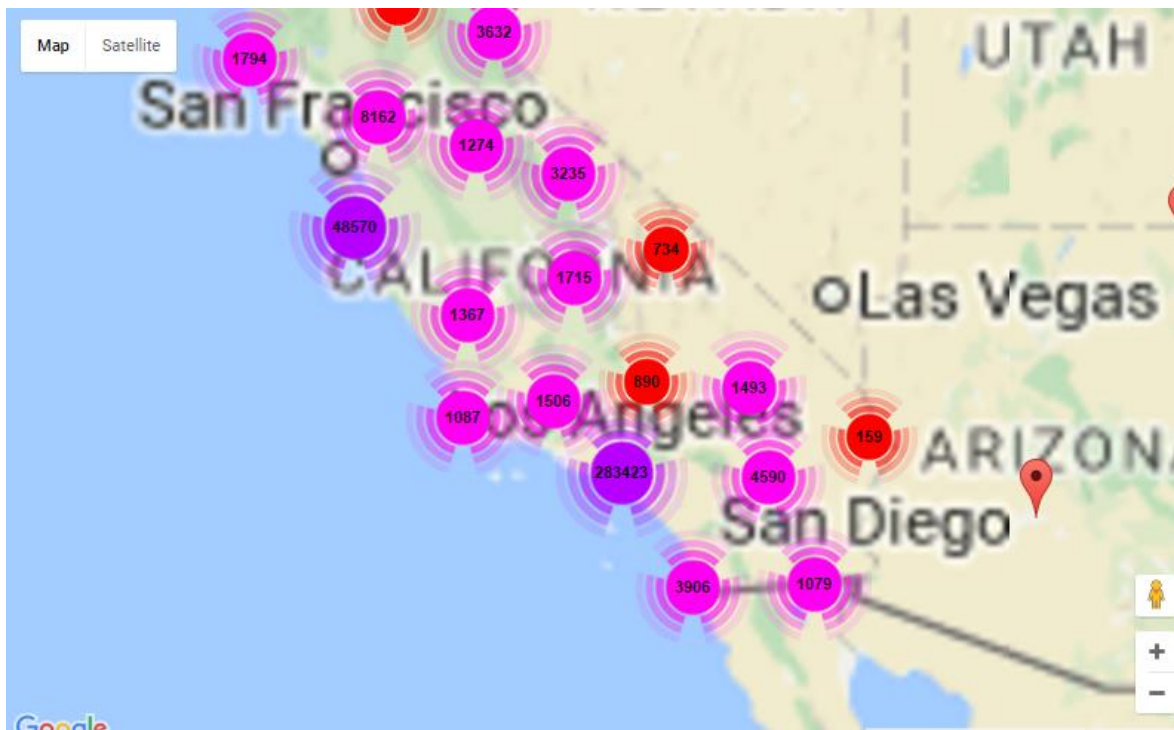 Map Satellite
3632
UTAH
1794
San Francisco
8162
1274
3235
48570
734
CALIFORNIA
1715
Las Vegas
1367
890
1493
1506
1087
Los Angeles
159
ARIZONA
283423
4590
San Diego
3906
1079
Google